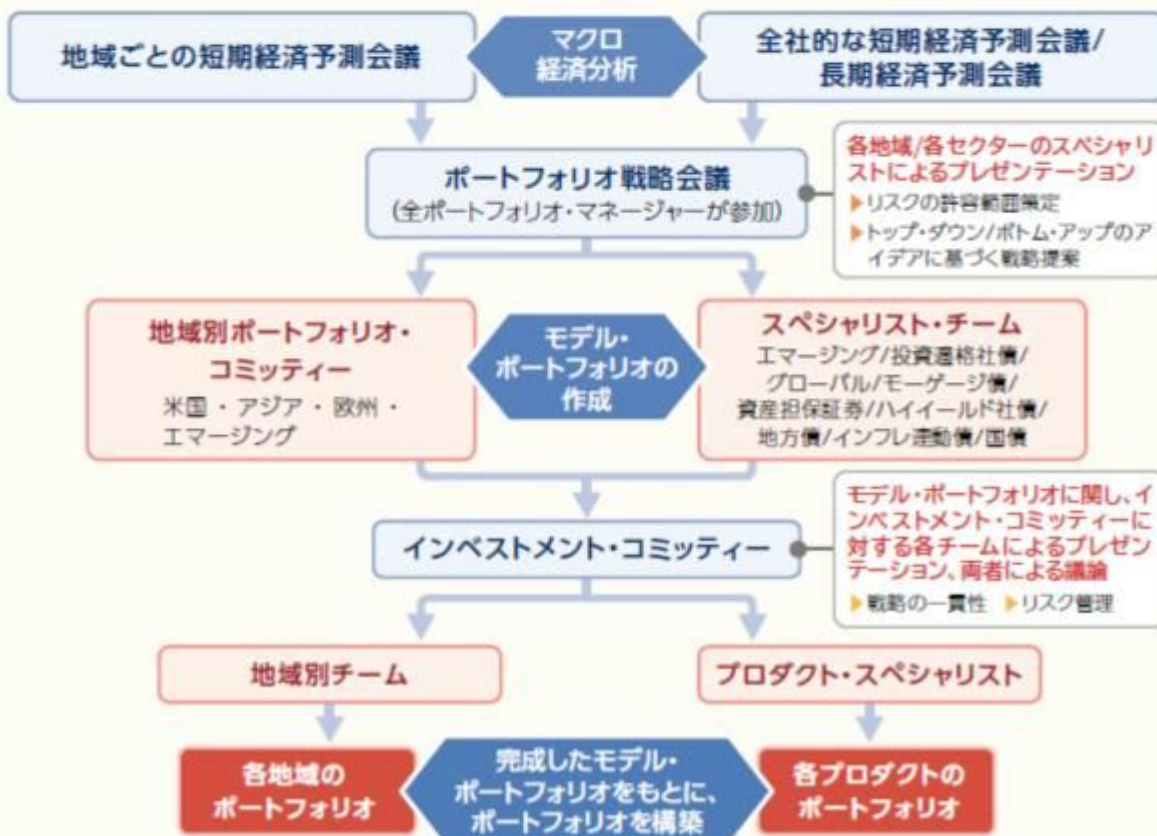 地域ごとの短期経済予測会議
マクロ
経済分析
全社的な短期経済予測会議/
長期経済予測会議
ポートフォリオ戦略会議
(全ポートフォリオ・マネージャーが参加)
各地域/各セクターのスペシャリ
ストによるプレゼンテーション
▶リスクの許容範囲策定
▶トップ・ダウン/ボトム・アップのア
イデアに基づく戦略提案
地域別ポートフォリオ・
コミッティー
米国・アジア・欧州・
エマージング
モデル・
ポートフォリオの
作成
スペシャリスト・チーム
エマージング/投資適格社債/
グローバル/モーゲージ債/
資産担保証券/ハイイールド社債/
地方債/インフレ連動債/国債
インベストメント・コミッティー
モデル・ポートフォリオに関し、イ
ンベストメント・コミッティーに
対する各チームによるプレゼン
テーション、両者による議論
▶戦略の一貫性 ▶リスク管理
地域別チーム
プロダクト・スペシャリスト
各地域の
ポートフォリオ
完成したモデル・
ポートフォリオをもとに、
ポートフォリオを構築
各プロダクトの
ポートフォリオ